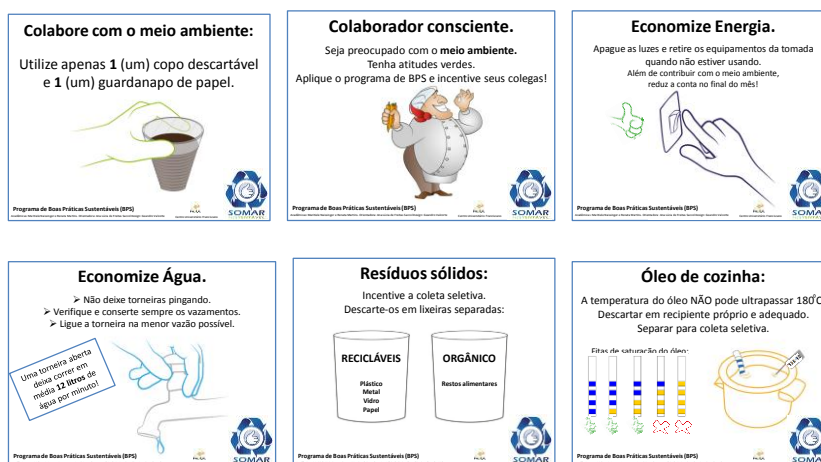 Colabore com o meio ambiente:
Utilize apenas 1 (um) copo descartável
e 1 (um) guardanapo de papel.
Programa de Boas Práticas Sustentáveis (BPS)
SOMAR
Colaborador consciente.
Seja preocupado com o meio ambiente.
Tenha atitudes verdes.
Aplique o programa de BPS e incentive seus colegas!
Programa de Boas Práticas Sustentáveis (BPS)
SOMAR
Economize Energia.
Apague as luzes e retire os equipamentos da tomada
quando não estiver usando.
Além de contribuir com o meio ambiente,
reduz a conta no final do mês!
Programa de Boas Práticas Sustentáveis (BPS)
SOMAR
Economize Água.
➢ Não deixe torneiras pingando.
➢ Verifique e conserte sempre os vazamentos.
➢ Ligue a torneira na menor vazão possível.
Uma torneira aberta
deixa correr em
média 12 litros de
água por minuto!
Programa de Boas Práticas Sustentáveis (BPS)
SOMAR
Resíduos sólidos:
Incentive a coleta seletiva.
Descarte-os em lixeiras separadas:
RECICLÁVEIS
Plástico
Metal
Vidro
Papel
ORGÂNICO
Restos alimentares
Programa de Boas Práticas Sustentáveis (BPS)
SOMAR
Óleo de cozinha:
A temperatura do óleo NÃO pode ultrapassar 180°C
Descartar em recipiente próprio e adequado.
Separar para coleta seletiva.
Fitas de saturação do óleo:
Programa de Boas Práticas Sustentáveis (BPS)
SOMAR